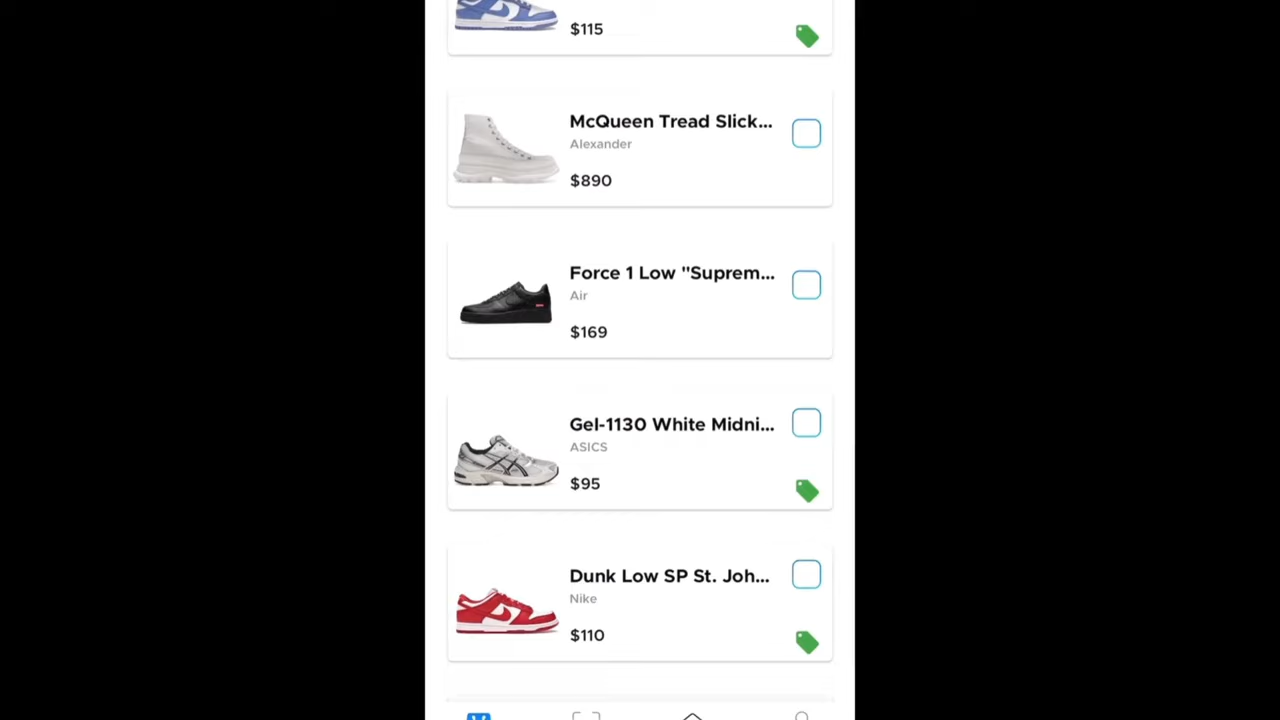 $115
McQueen Tread Slick...
Alexander
$890
Force 1 Low "Suprem...
Air
$169
Gel-1130 White Midni...
ASICS
$95
Dunk Low SP St. Joh...
Nike
$110